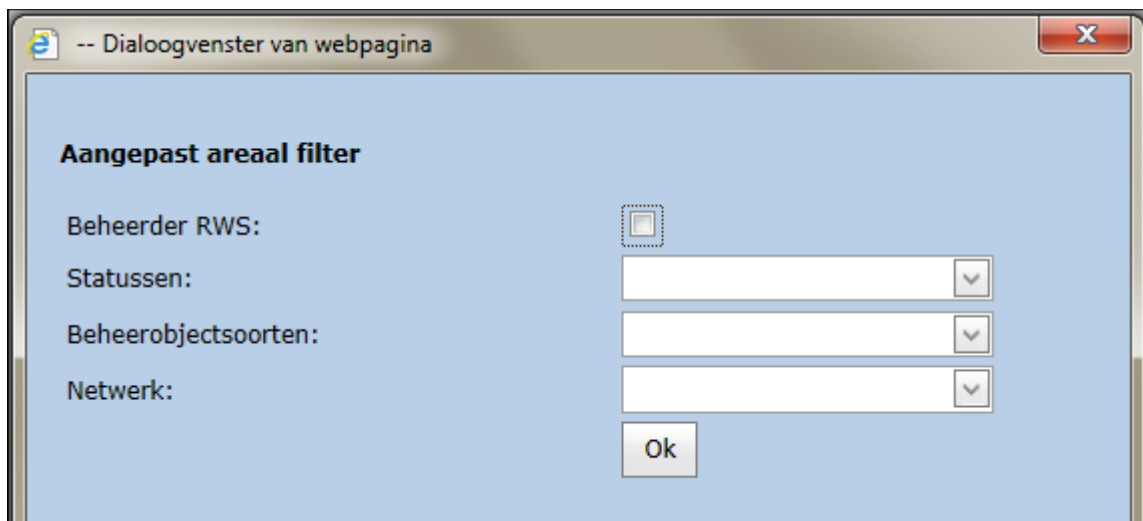 -- Dialoogvenster van webpagina
Aangepast areaal filter
Beheerder RWS:
Statussen:
Beheerobjectsoorten:
Netwerk:
Ok